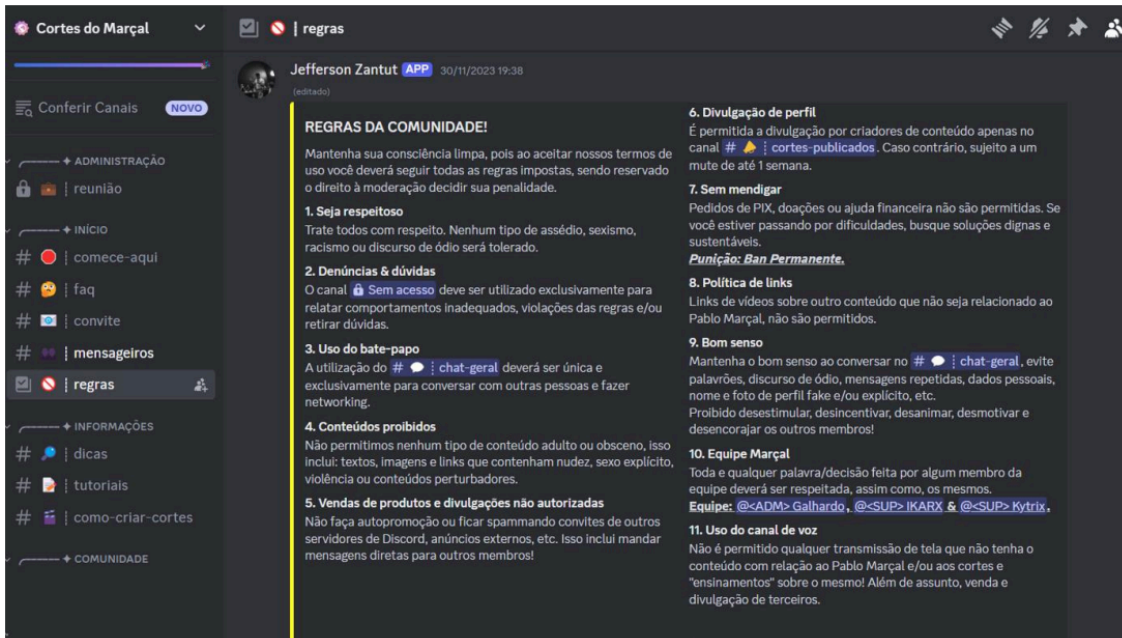 Cortes do Marçal
Conferir Canais
NOVO
ADMINISTRAÇÃO
| reunião
INÍCIO
# | comece-aqui
# | faq
# | convite
# | mensageiros
| regras
INFORMAÇÕES
# | dicas
# | tutoriais
# | como-criar-cortes
COMUNIDADE
| regras
Jefferson Zantut APP 30/11/2023 19:38
(editado)
REGRAS DA COMUNIDADE!
Mantenha sua consciência limpa, pois ao aceitar nossos termos de
uso você deverá seguir todas as regras impostas, sendo reservado
o direito à moderação decidir sua penalidade.
1. Seja respeitoso
Trate todos com respeito. Nenhum tipo de assédio, sexismo,
racismo ou discurso de ódio será tolerado.
2. Denúncias & dúvidas
O canal Sem acesso deve ser utilizado exclusivamente para
relatar comportamentos inadequados, violações das regras e/ou
retirar dúvidas.
3. Uso do bate-papo
A utilização do # ┆ chat-geral deverá ser única e
exclusivamente para conversar com outras pessoas e fazer
networking.
4. Conteúdos proibidos
Não permitimos nenhum tipo de conteúdo adulto ou obsceno, isso
inclui: textos, imagens e links que contenham nudez, sexo explícito,
violência ou conteúdos perturbadores.
5. Vendas de produtos e divulgações não autorizadas
Não faça autopromoção ou ficar spammando convites de outros
servidores de Discord, anúncios externos, etc. Isso inclui mandar
mensagens diretas para outros membros!
6. Divulgação de perfil
É permitida a divulgação por criadores de conteúdo apenas no
canal # ┆ cortes-publicados. Caso contrário, sujeito a um
mute de até 1 semana.
7. Sem mendigar
Pedidos de PIX, doações ou ajuda financeira não são permitidas. Se
você estiver passando por dificuldades, busque soluções dignas e
sustentáveis.
Punição: Ban Permanente.
8. Política de links
Links de vídeos sobre outro conteúdo que não seja relacionado ao
Pablo Marçal, não são permitidos.
9. Bom senso
Mantenha o bom senso ao conversar no # ┆ chat-geral, evite
palavrões, discurso de ódio, mensagens repetidas, dados pessoais,
nome e foto de perfil fake e/ou explícito, etc.
Proibido desestimular, desincentivar, desanimar, desmotivar e
desencorajar os outros membros!
10. Equipe Marçal
Toda e qualquer palavra/decisão feita por algum membro da
equipe deverá ser respeitada, assim como, os mesmos.
Equipe: @<ADM> Galhardo, @<SUP> IKARX & @<SUP> Kytrix.
11. Uso do canal de voz
Não é permitido qualquer transmissão de tela que não tenha o
conteúdo com relação ao Pablo Marçal e/ou aos cortes e
"ensinamentos" sobre o mesmo! Além de assunto, venda e
divulgação de terceiros.